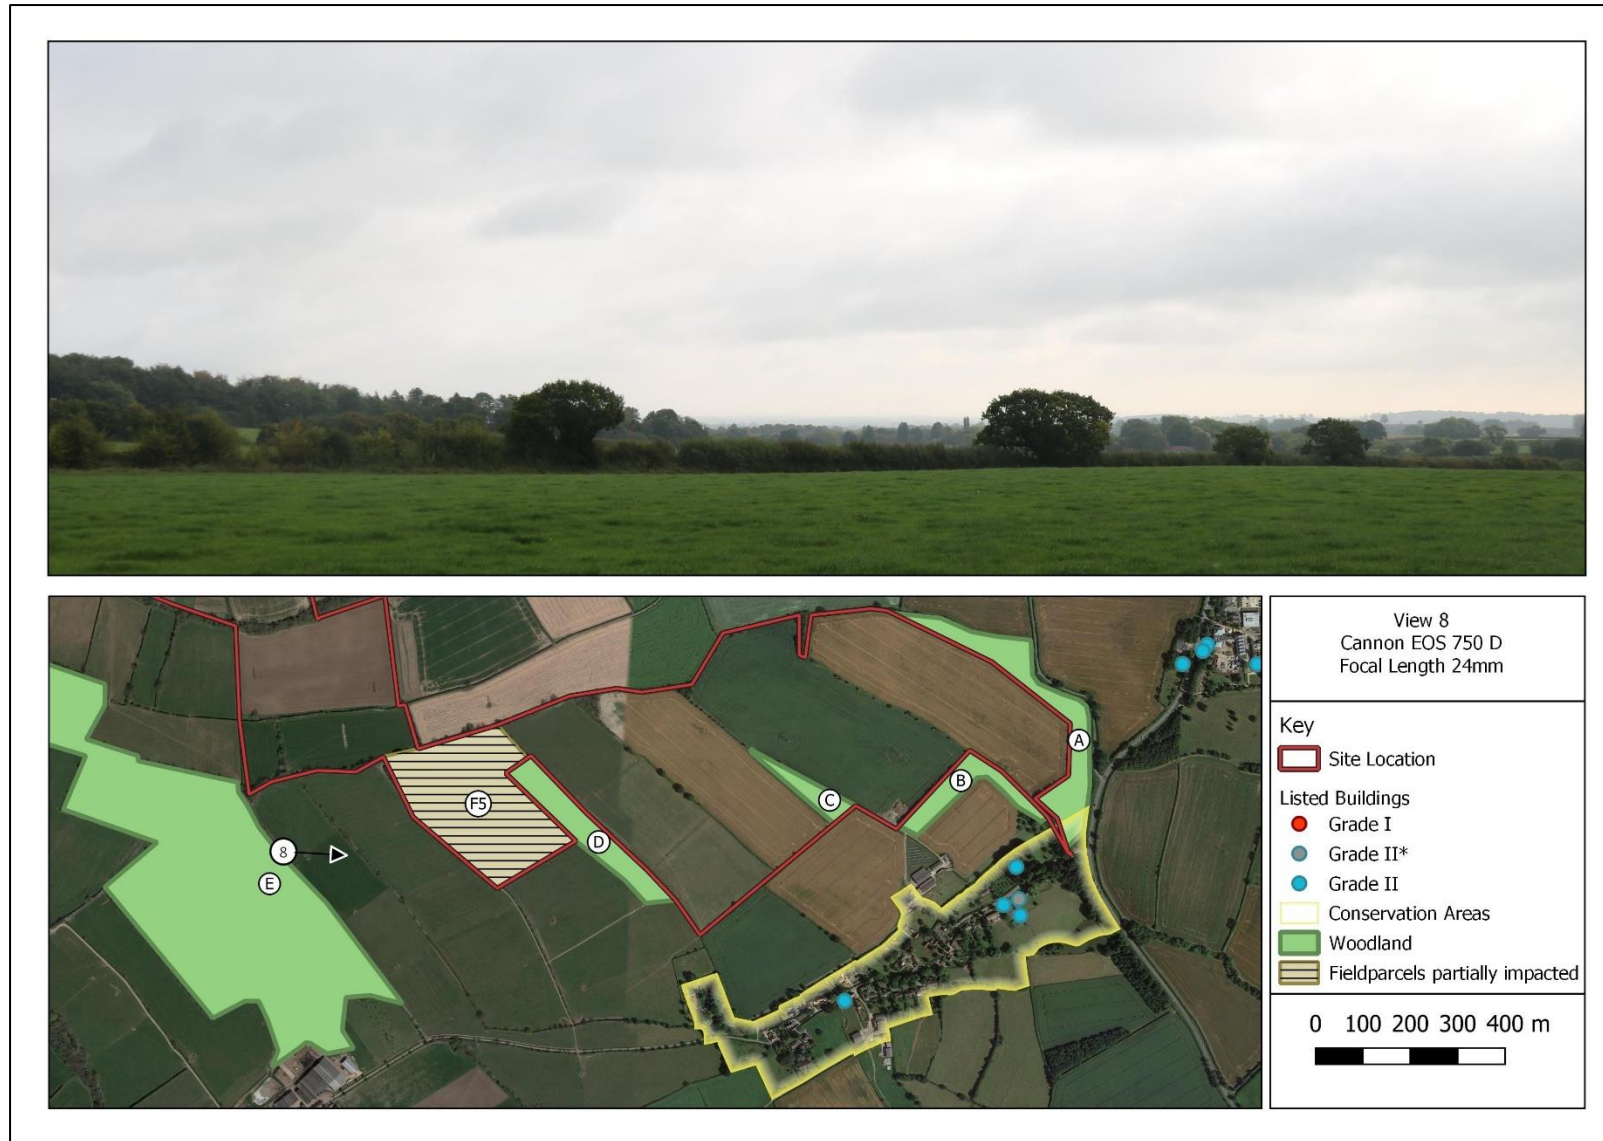 View 8
Cannon EOS 750 D
Focal Length 24mm
Key
Site Location
Listed Buildings
Grade I
Grade II*
Grade II
Conservation Areas
Woodland
Fieldparcels partially impacted
0 100 200 300 400 m
A
B
C
F5
D
8
E